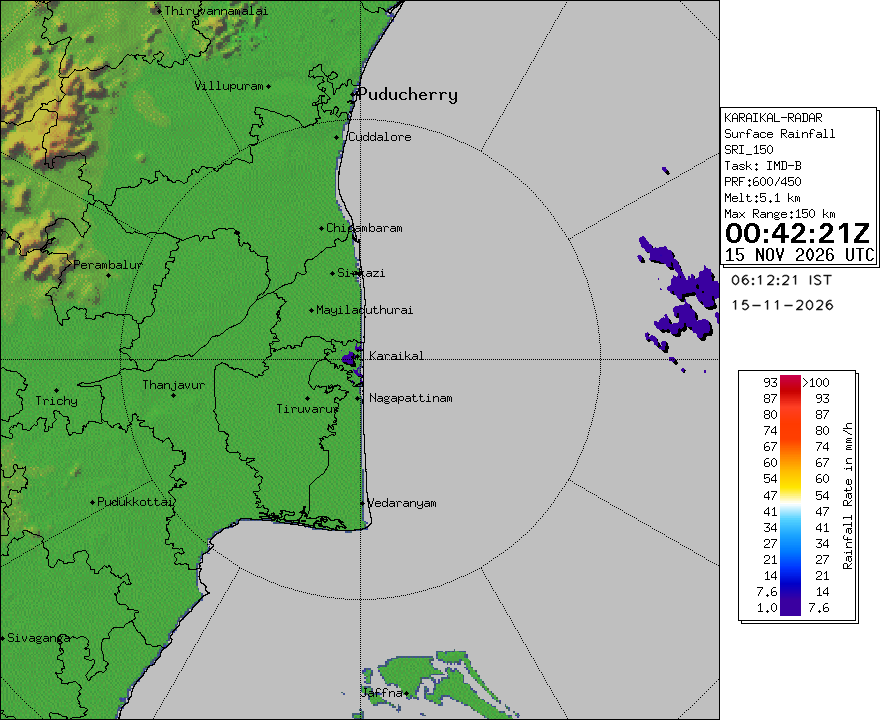 Thiruvannamalai
Villupuram
Puducherry
Cuddalore
Chidambaram
Perambalur
Sirkazi
Mayiladuthurai
Karaikal
Thanjavur
Trichy
Tiruvarur
Nagapattinam
Pudukkottai
Vedaranyam
Sivaganga
Jaffna
KARAIKAL-RADAR
Surface Rainfall
SRI_150
Task: IMD-B
PRF:600/450
Melt:5.1 km
Max Range:150 km
00:42:21Z
15 NOV 2026 UTC
06:12:21 IST
15-11-2026
93 >100
87 93
80 87
74 80
67 74
60 67
54 60
47 54
41 47
34 41
27 34
21 27
14 21
7.6 14
1.0 7.6
Rainfall Rate in mm/h